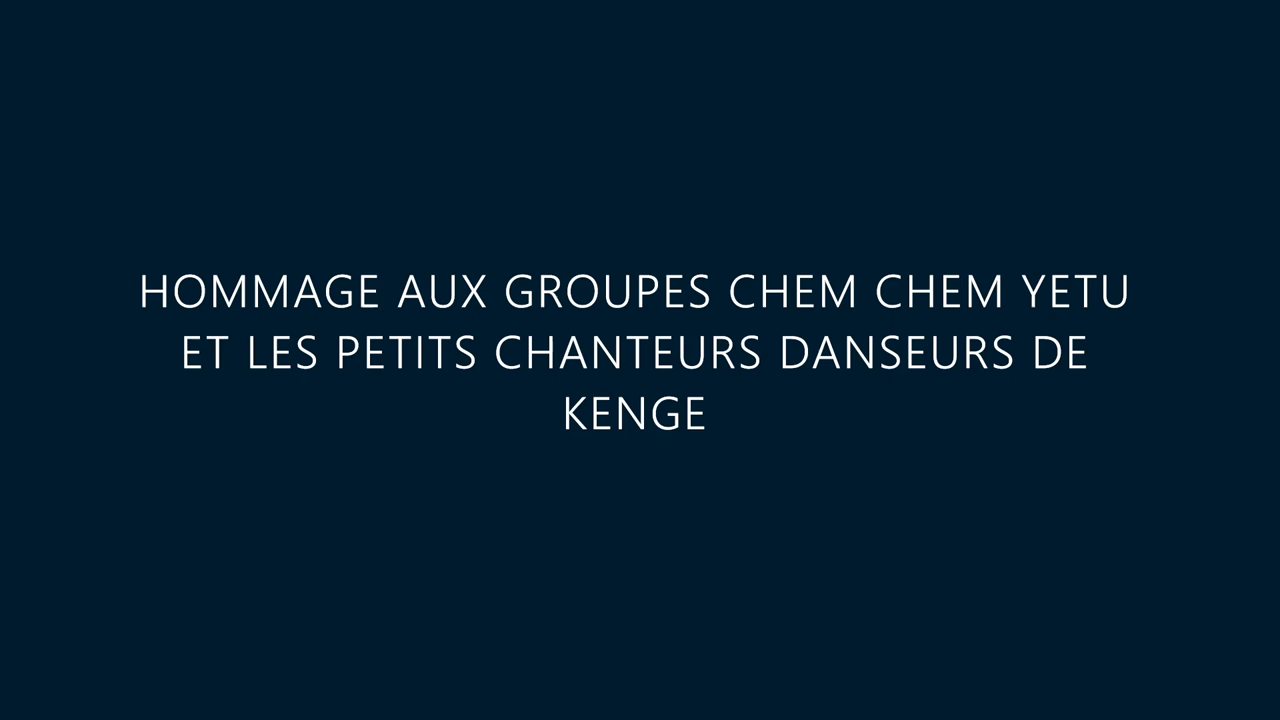 HOMMAGE AUX GROUPES CHEM CHEM YETU
ET LES PETITS CHANTEURS DANSEURS DE
KENGE